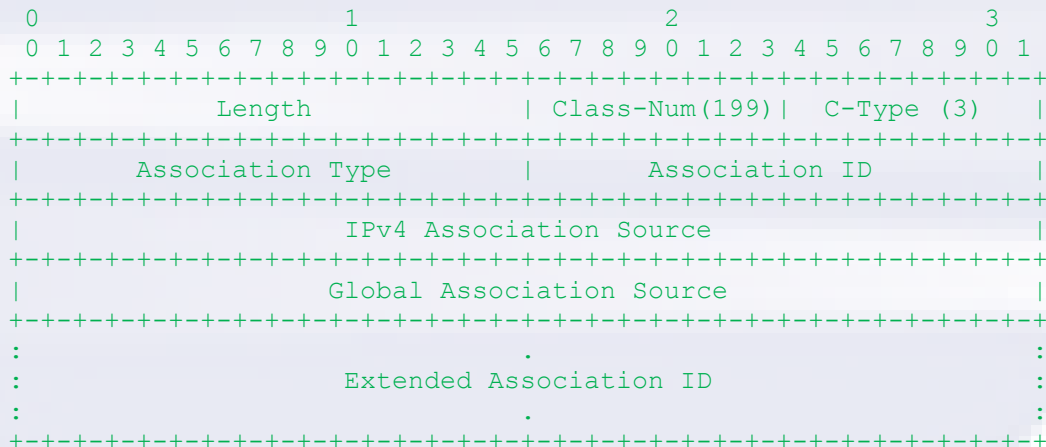 0                   1                   2                   3
 0 1 2 3 4 5 6 7 8 9 0 1 2 3 4 5 6 7 8 9 0 1 2 3 4 5 6 7 8 9 0 1
+-+-+-+-+-+-+-+-+-+-+-+-+-+-+-+-+-+-+-+-+-+-+-+-+-+-+-+-+-+-+-+-+
|            Length             | Class-Num(199)|  C-Type (3)   |
+-+-+-+-+-+-+-+-+-+-+-+-+-+-+-+-+-+-+-+-+-+-+-+-+-+-+-+-+-+-+-+-+
|       Association Type        |       Association ID          |
+-+-+-+-+-+-+-+-+-+-+-+-+-+-+-+-+-+-+-+-+-+-+-+-+-+-+-+-+-+-+-+-+
|                    IPv4 Association Source                    |
+-+-+-+-+-+-+-+-+-+-+-+-+-+-+-+-+-+-+-+-+-+-+-+-+-+-+-+-+-+-+-+-+
|                   Global Association Source                   |
+-+-+-+-+-+-+-+-+-+-+-+-+-+-+-+-+-+-+-+-+-+-+-+-+-+-+-+-+-+-+-+-+
:                               .                               :
:                    Extended Association ID                    :
:                               .                               :
+-+-+-+-+-+-+-+-+-+-+-+-+-+-+-+-+-+-+-+-+-+-+-+-+-+-+-+-+-+-+-+-+